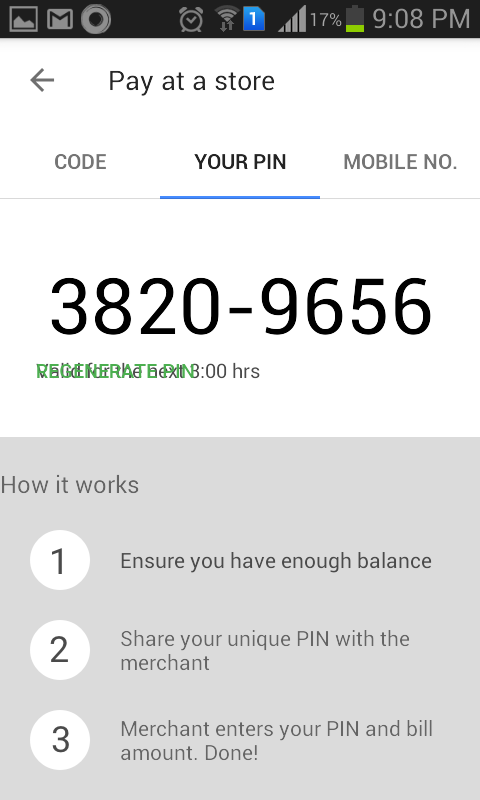 1 17% 9:08 PM
Pay at a store
CODE YOUR PIN MOBILE NO.
3820-9656
REGENERATE PIN
Valid for the next 3:00 hrs
How it works
1 Ensure you have enough balance
2 Share your unique PIN with the
merchant
3 Merchant enters your PIN and bill
amount. Done!